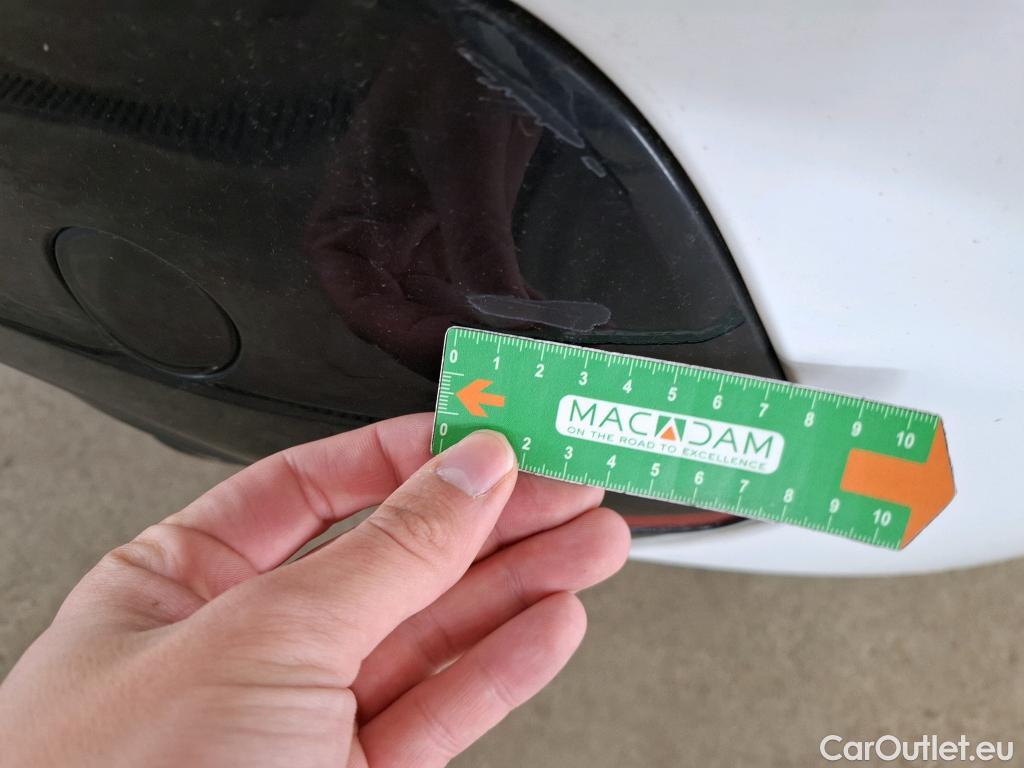 0 1 2 3 4 5 6 7 8 9 10
MACADAM
ON THE ROAD TO EXCELLENCE
0 2 3 4 5 6 7 8 9 10
CarOutlet.eu